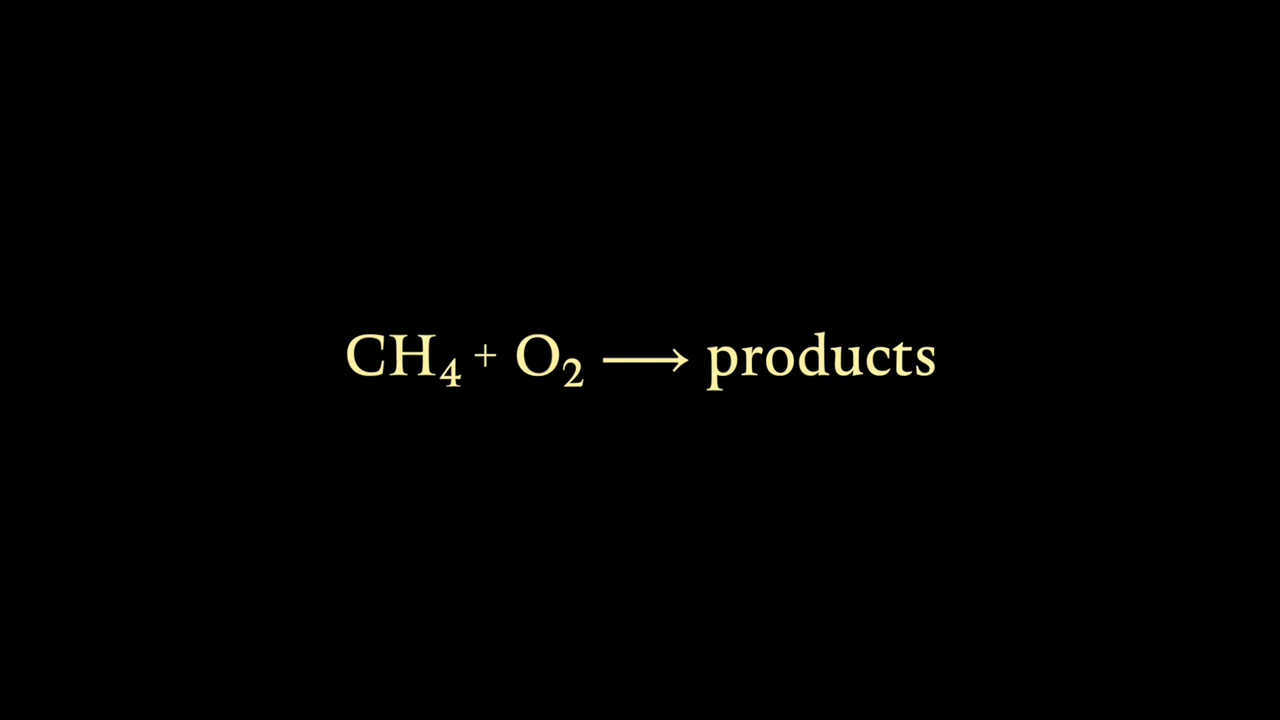 CH₄ + O₂ ⟶ products